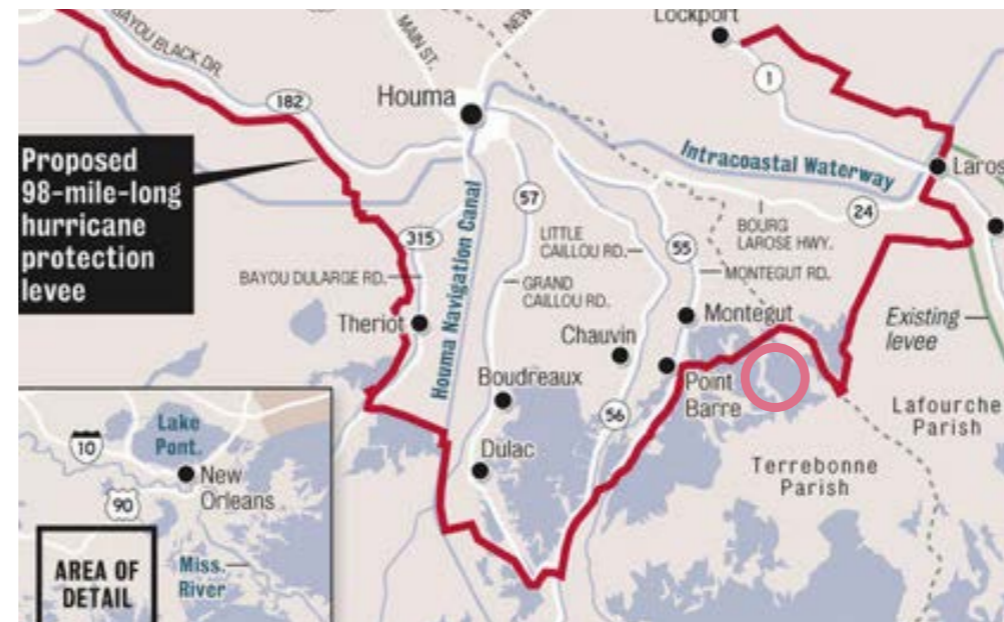 Lockport
BAYOU BLACK DR.
MAIN ST.
NEW
182
Houma
1
Proposed
98-mile-long
hurricane
protection
levee
Intracoastal Waterway
Laros
57
24
315
LITTLE
CAILLOU RD.
55
BOURG
LAROSE HWY.
BAYOU DULARGE RD.
Houma Navigation Canal
GRAND
CAILLOU RD.
MONTEGUT RD.
Theriot
Montegut
Existing
levee
Chauvin
Boudreaux
Point
Barre
56
Lafourche
Parish
Dulac
Terrebonne
Parish
Lake
Pont.
10
New
Orleans
90
AREA OF
DETAIL
Miss.
River